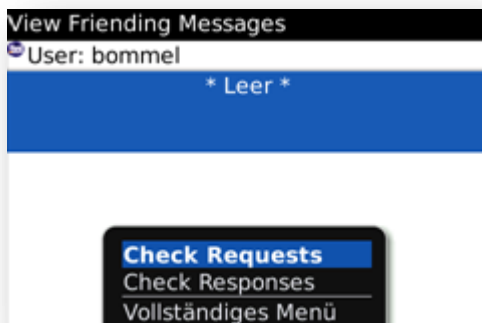 View Friending Messages
User: bommel
* Leer *
Check Requests
Check Responses
Vollständiges Menü